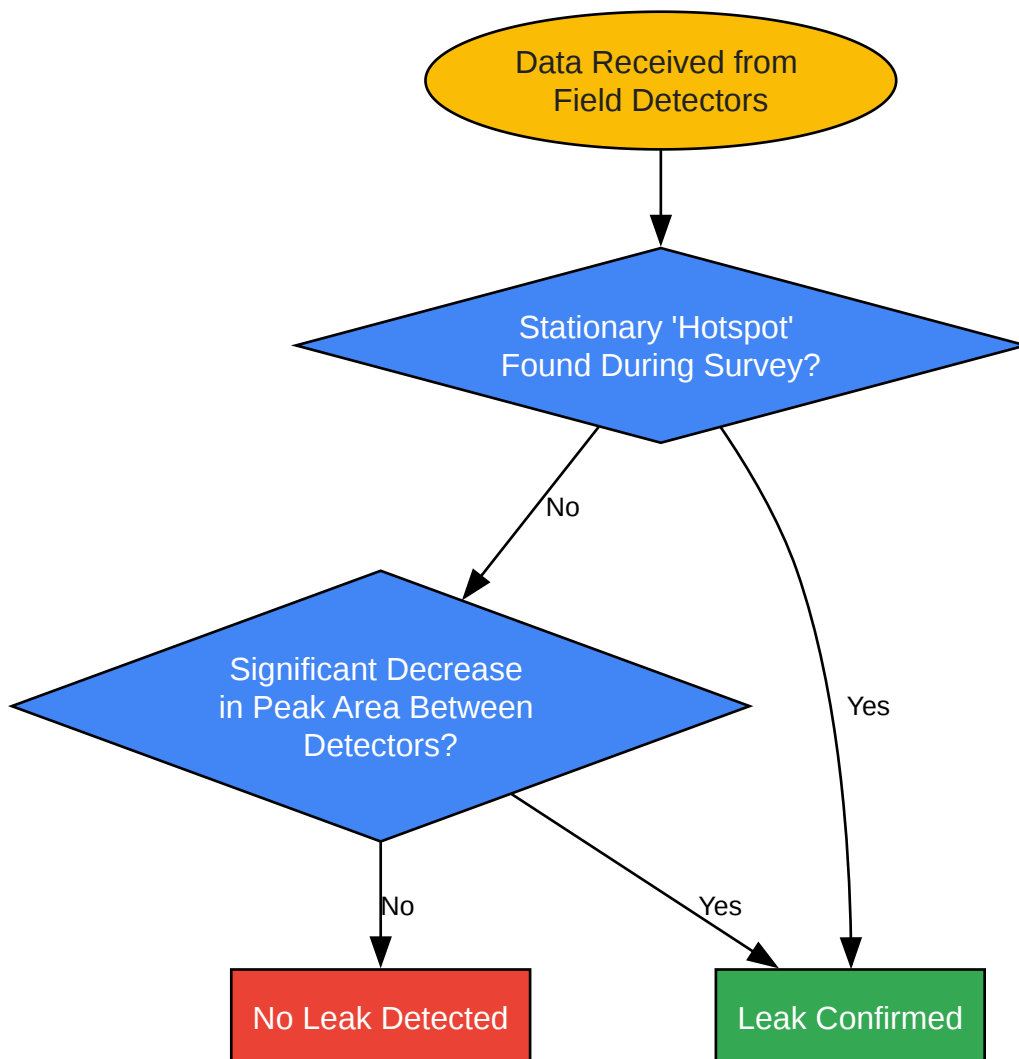 Data Received from
Field Detectors
Stationary 'Hotspot'
Found During Survey?
No
Significant Decrease
in Peak Area Between
Detectors?
Yes
No
Yes
No Leak Detected
Leak Confirmed